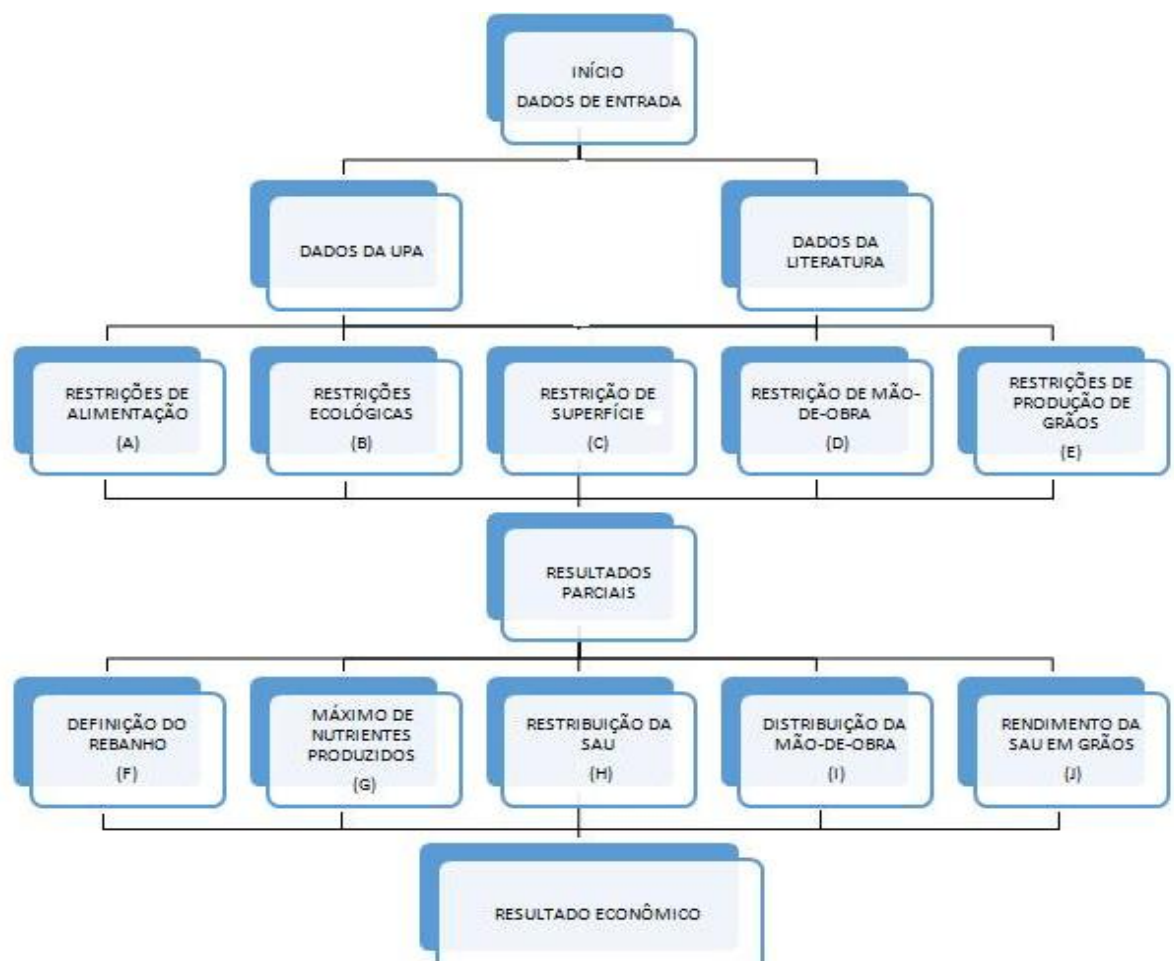 INÍCIO
DADOS DE ENTRADA
DADOS DA UPA
DADOS DA
LITERATURA
RESTRIÇÕES DE
ALIMENTAÇÃO
(A)
RESTRIÇÕES
ECOLÓGICAS
(B)
RESTRIÇÃO DE
SUPERFÍCIE
(C)
RESTRIÇÃO DE MÃO-
DE-OBRA
(D)
RESTRIÇÕES DE
PRODUÇÃO DE
GRÃOS
(E)
RESULTADOS
PARCIAIS
DEFINIÇÃO DO
REBANHO
(F)
MÁXIMO DE
NUTRIENTES
PRODUZIDOS
(G)
RESTRIBUIÇÃO DA
SAU
(H)
DISTRIBUIÇÃO DA
MÃO-DE-OBRA
(I)
RENDIMENTO DA
SAU EM GRÃOS
(J)
RESULTADO ECONÔMICO